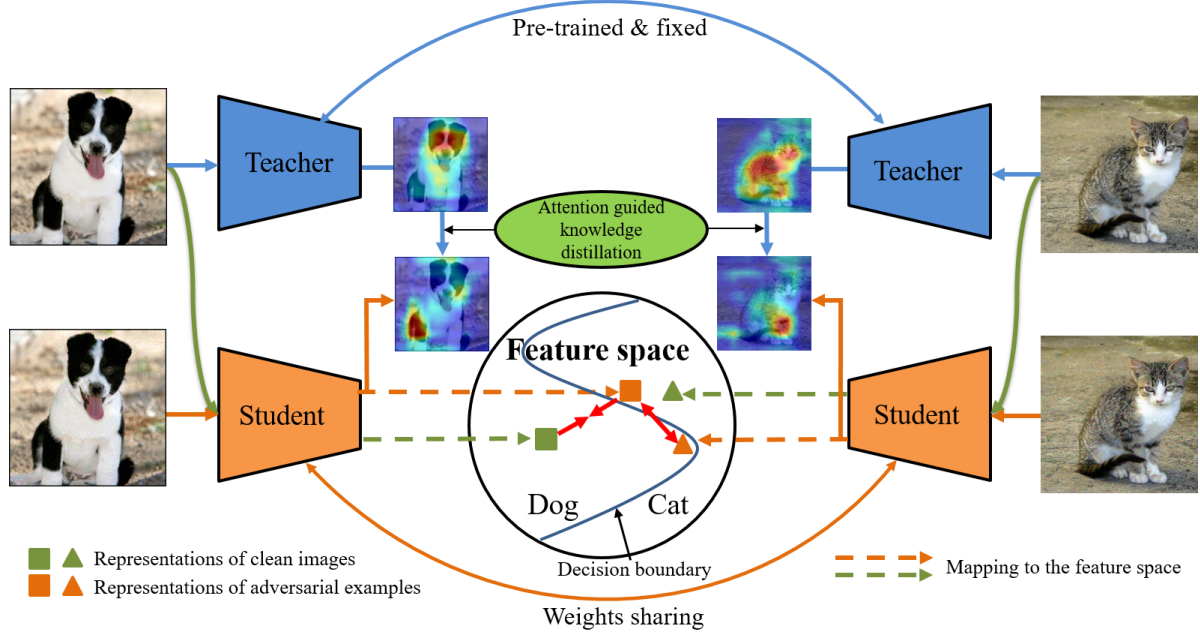 Pre-trained & fixed
Teacher
Teacher
Attention guided
knowledge
distillation
Feature space
Student
Student
Dog
Cat
Decision boundary
Representations of clean images
Representations of adversarial examples
Mapping to the feature space
Weights sharing